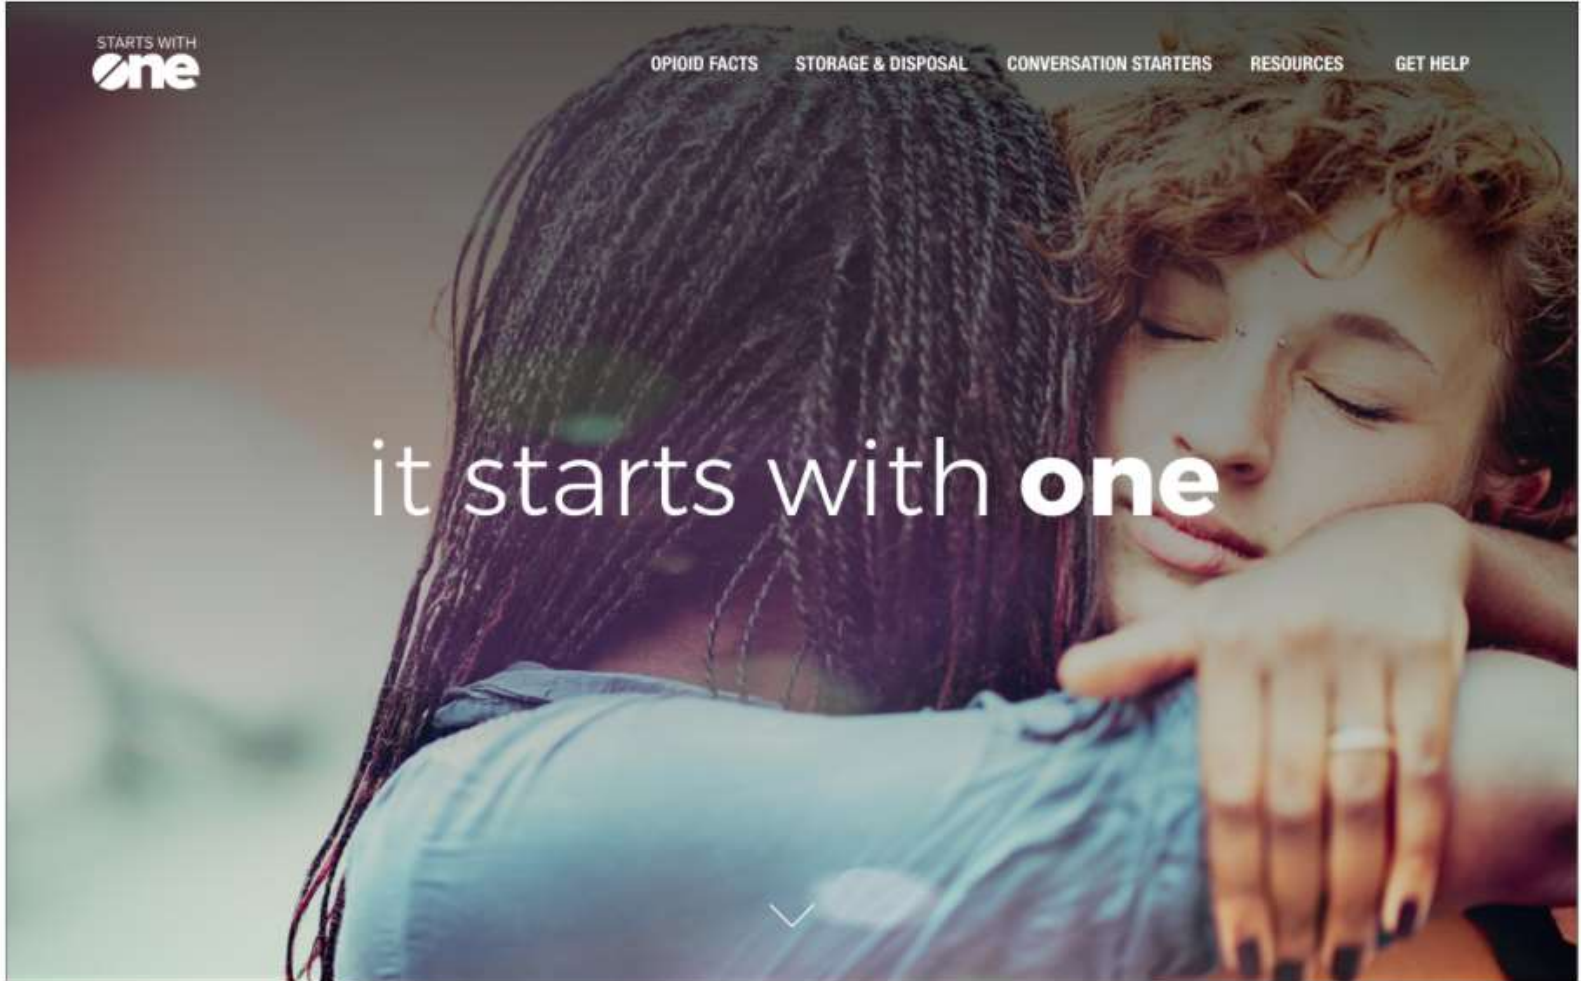 STARTS WITH
one
OPIOID FACTS STORAGE & DISPOSAL CONVERSATION STARTERS RESOURCES GET HELP
it starts with one